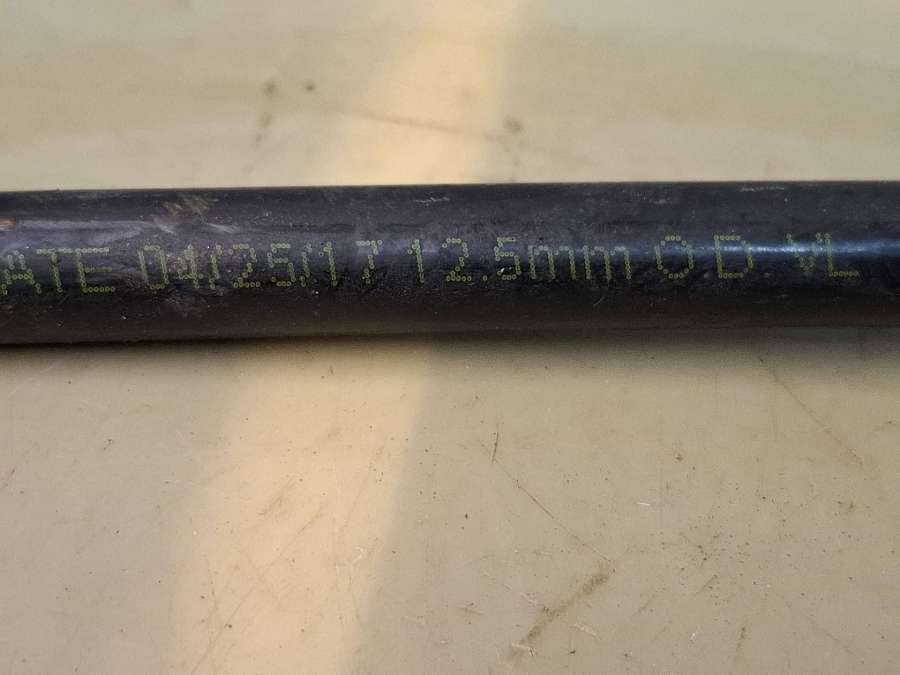 ATE 04/25/17 12.5mm O.D. VL